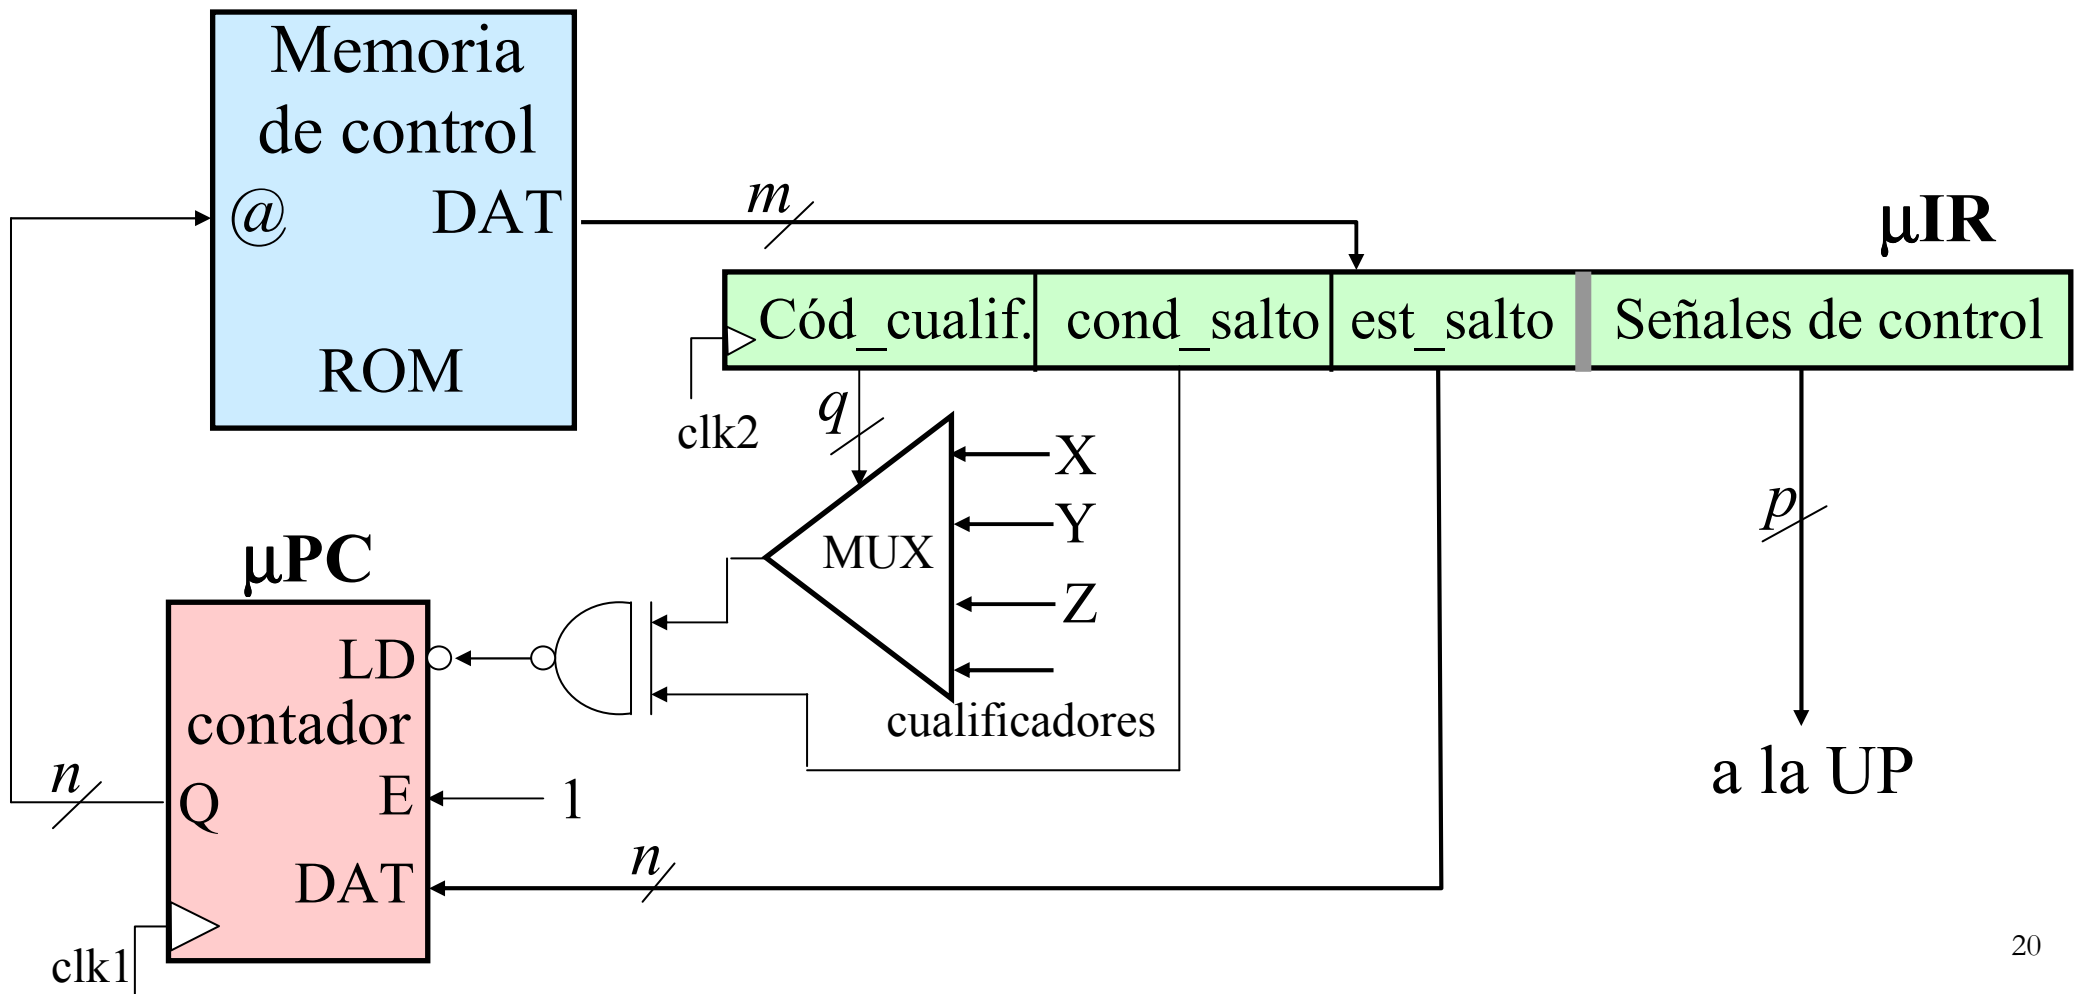 Memoria
de control
@ DAT
ROM
m
µIR
Cód_cualif. cond_salto est_salto Señales de control
clk2
q
X
Y
MUX
Z
cualificadores
p
a la UP
µPC
LD
contador
E 1
n
Q
DAT
n
clk1
20